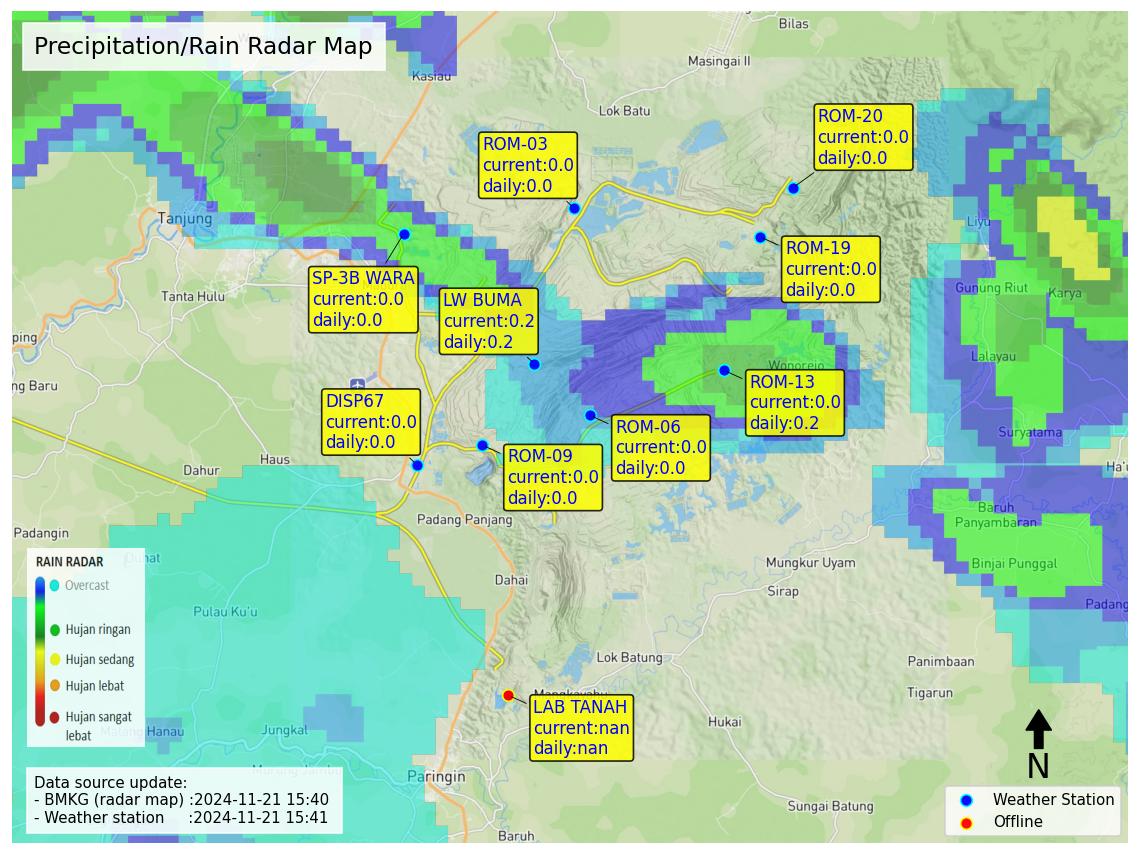 Precipitation/Rain Radar Map
Bilas
Masingai II
Kasiau
Lok Batu
ROM-20
current:0.0
daily:0.0
ROM-03
current:0.0
daily:0.0
Tanjung
Liyu
ROM-19
current:0.0
daily:0.0
SP-3B WARA
current:0.0
daily:0.0
Tanta Hulu
LW BUMA
current:0.2
daily:0.2
Gunung Riut
Karya
ping
Lalayau
Wonorejo
ng Baru
ROM-13
current:0.0
daily:0.2
DISP67
current:0.0
daily:0.0
ROM-06
current:0.0
daily:0.0
Suryatama
Haus
Dahur
ROM-09
current:0.0
daily:0.0
Ha'u
Padang Panjang
Baruh
Panyambaran
Padangin
RAIN RADAR
Overcast
Hujan ringan
Hujan sedang
Hujan lebat
Hujan sangat
lebat
Mungkur Uyam
Binjai Punggal
Dahai
Sirap
Pulau Ku'u
Padang
Lok Batung
Panimbaan
Tigarun
LAB TANAH
current:nan
daily:nan
Hukai
Jungkat
Manah Hanau
Paringin
N
Data source update:
- BMKG (radar map) :2024-11-21 15:40
- Weather station :2024-11-21 15:41
Sungai Batung
Weather Station
Offline
Baruh